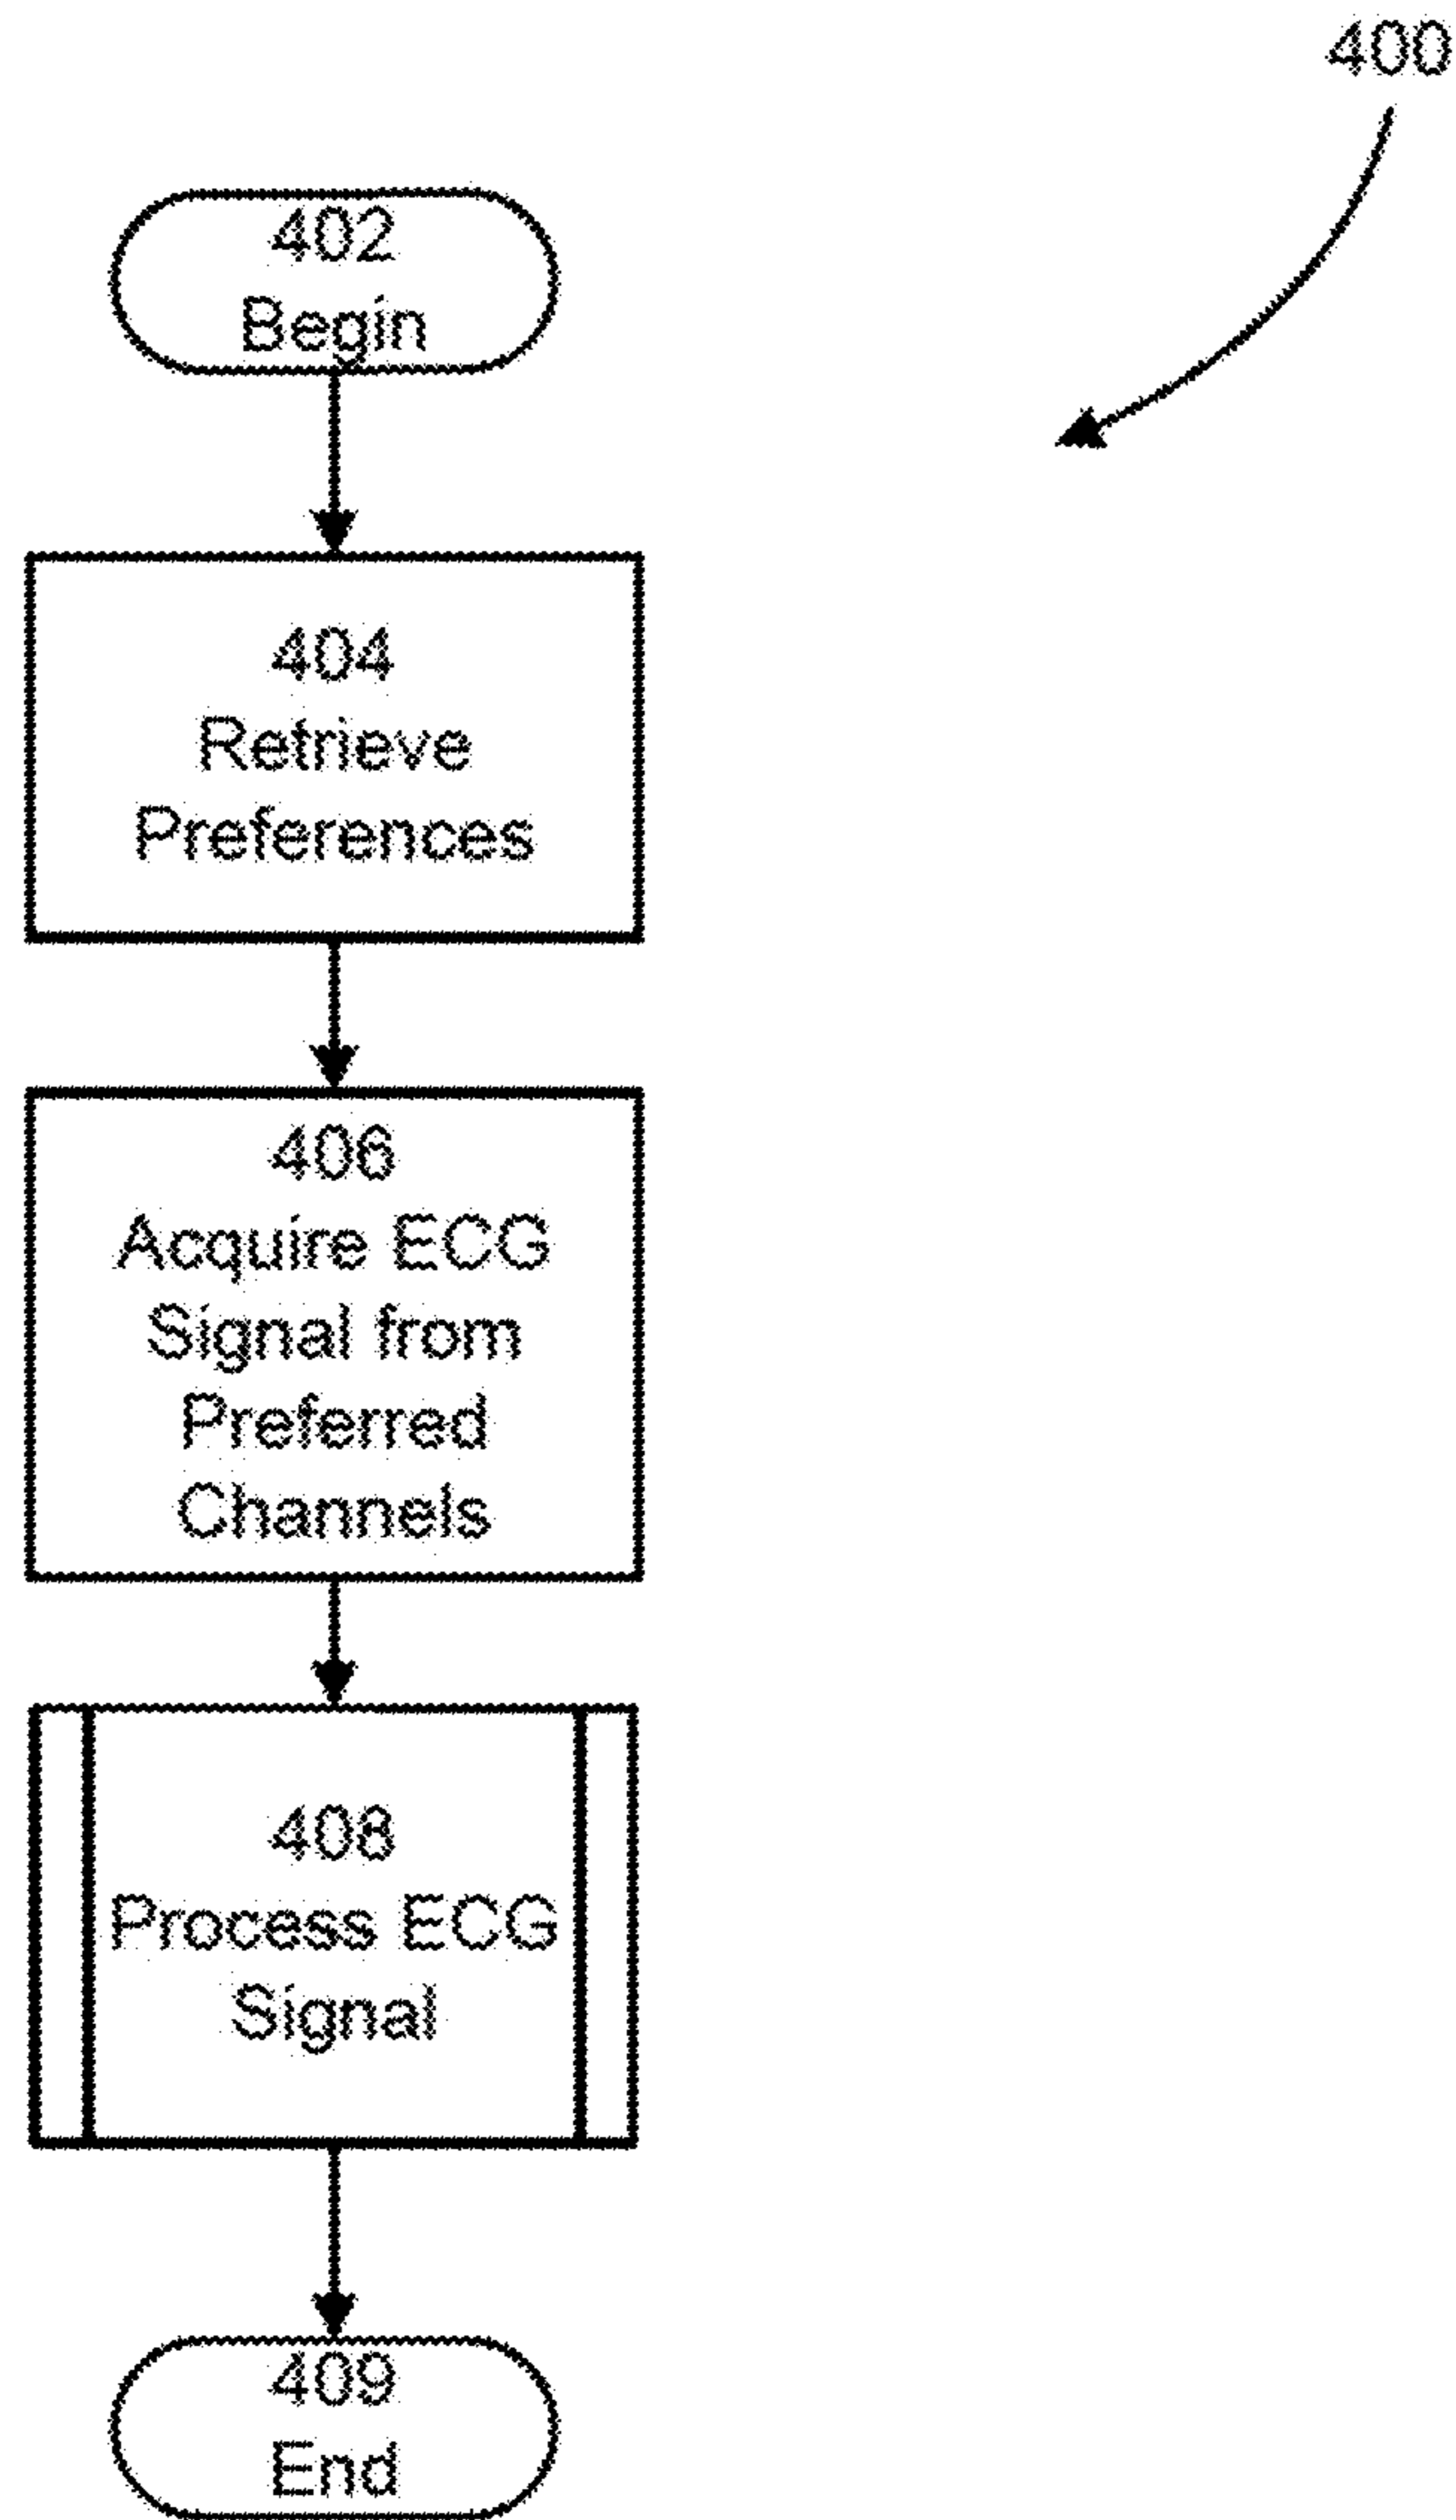 400
402
Begin
404
Retrieve
Preferences
406
Acquire ECG
Signal from
Preferred
Channels
408
Process ECG
Signal
409
End